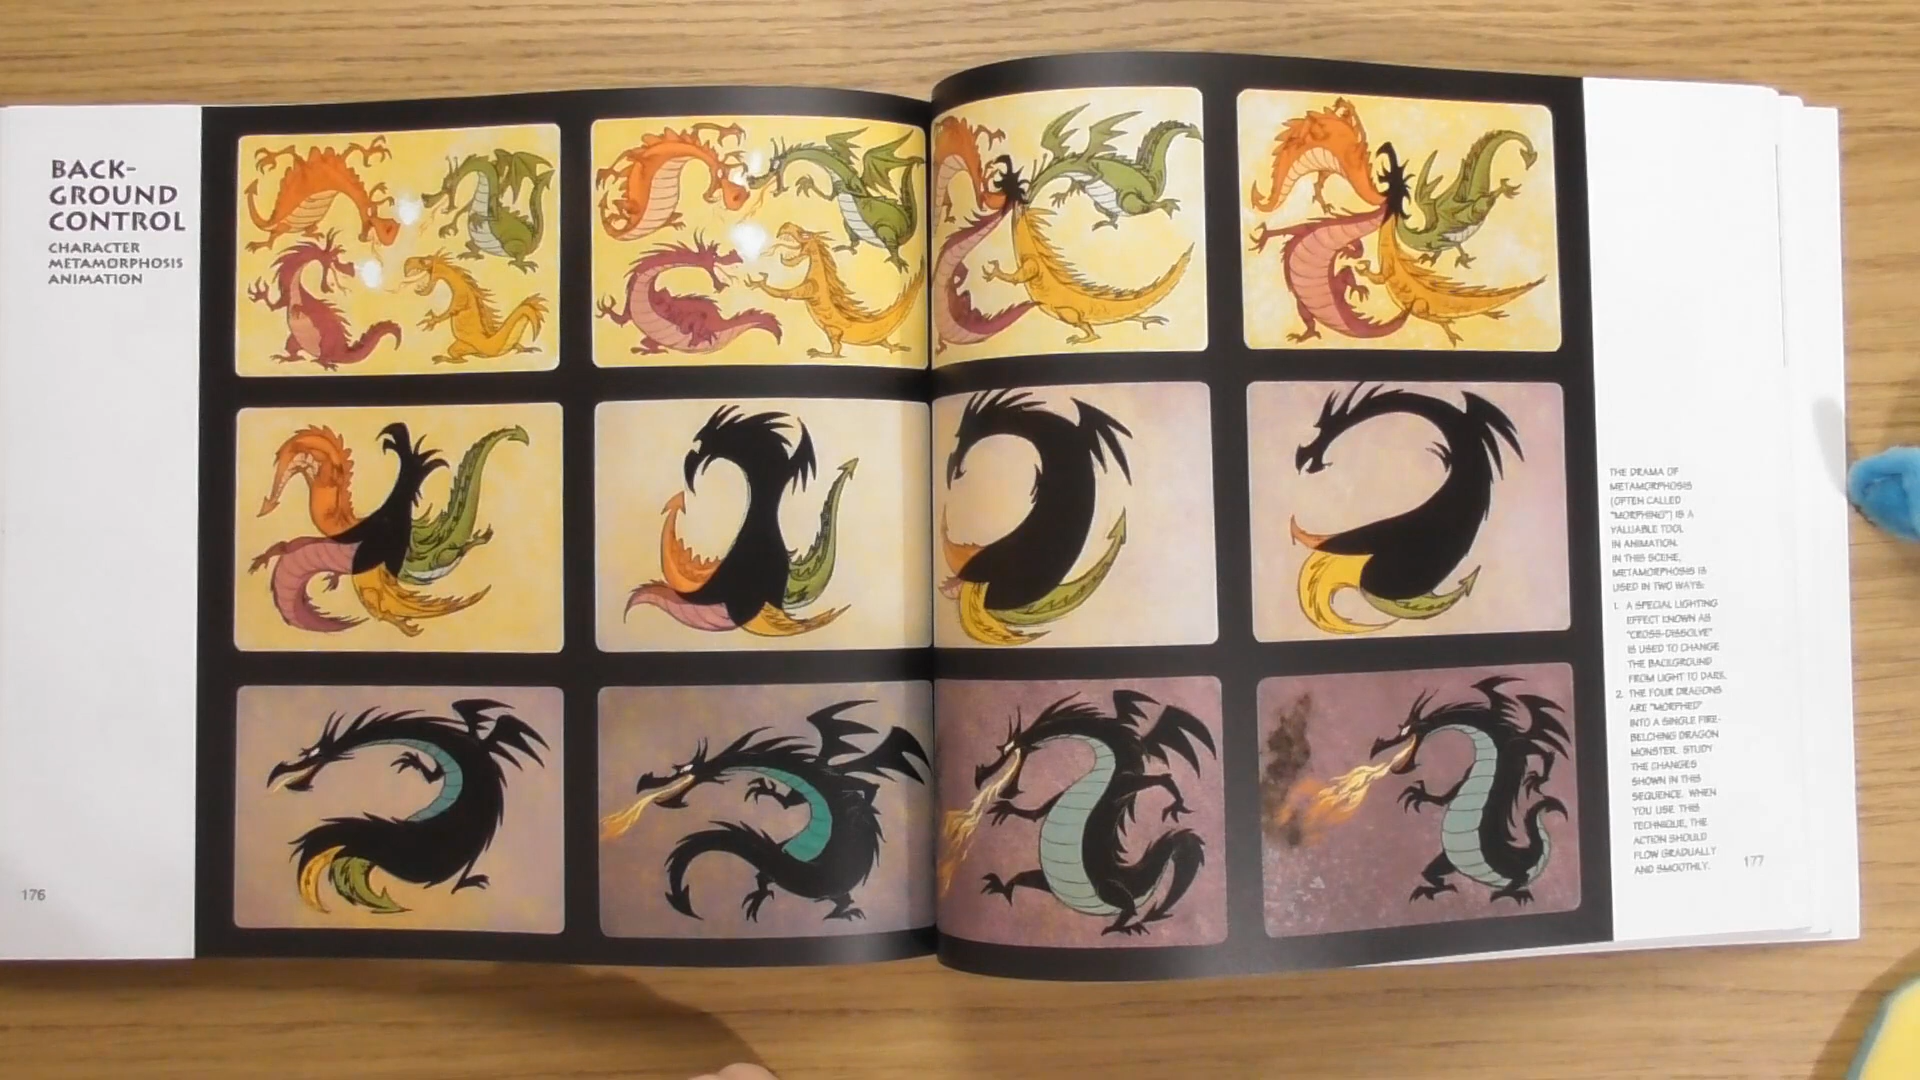 BACK-
GROUND
CONTROL
CHARACTER
METAMORPHOSIS
ANIMATION
176
THE DRAMA OF
METAMORPHOSIS
(OFTEN CALLED
"MORPHING") IS A
VALUABLE TOOL
IN ANIMATION.
IN THIS SCENE,
METAMORPHOSIS IS
USED IN TWO WAYS:
1. A SPECIAL LIGHTING
EFFECT KNOWN AS
"CROSS-DISSOLVE"
IS USED TO CHANGE
THE BACKGROUND
FROM LIGHT TO DARK.
2. THE FOUR DRAGONS
ARE "MORPHED"
INTO A SINGLE FIRE-
BELCHING DRAGON
MONSTER. STUDY
THE CHANGES
SHOWN IN THIS
SEQUENCE. WHEN
YOU USE THIS
TECHNIQUE, THE
ACTION SHOULD
FLOW GRADUALLY
AND SMOOTHLY.
177